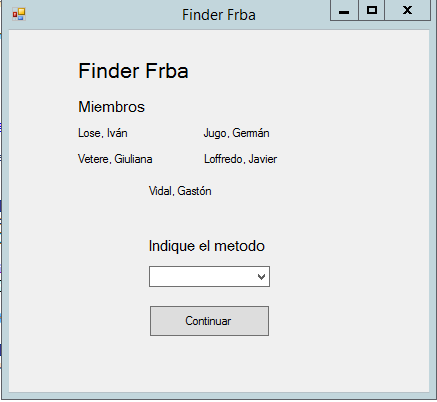 Finder Frba
Finder Frba
Miembros
Lose, Iván Jugo, Germán
Vetere, Giuliana Loffredo, Javier
Vidal, Gastón
Indique el metodo
Continuar